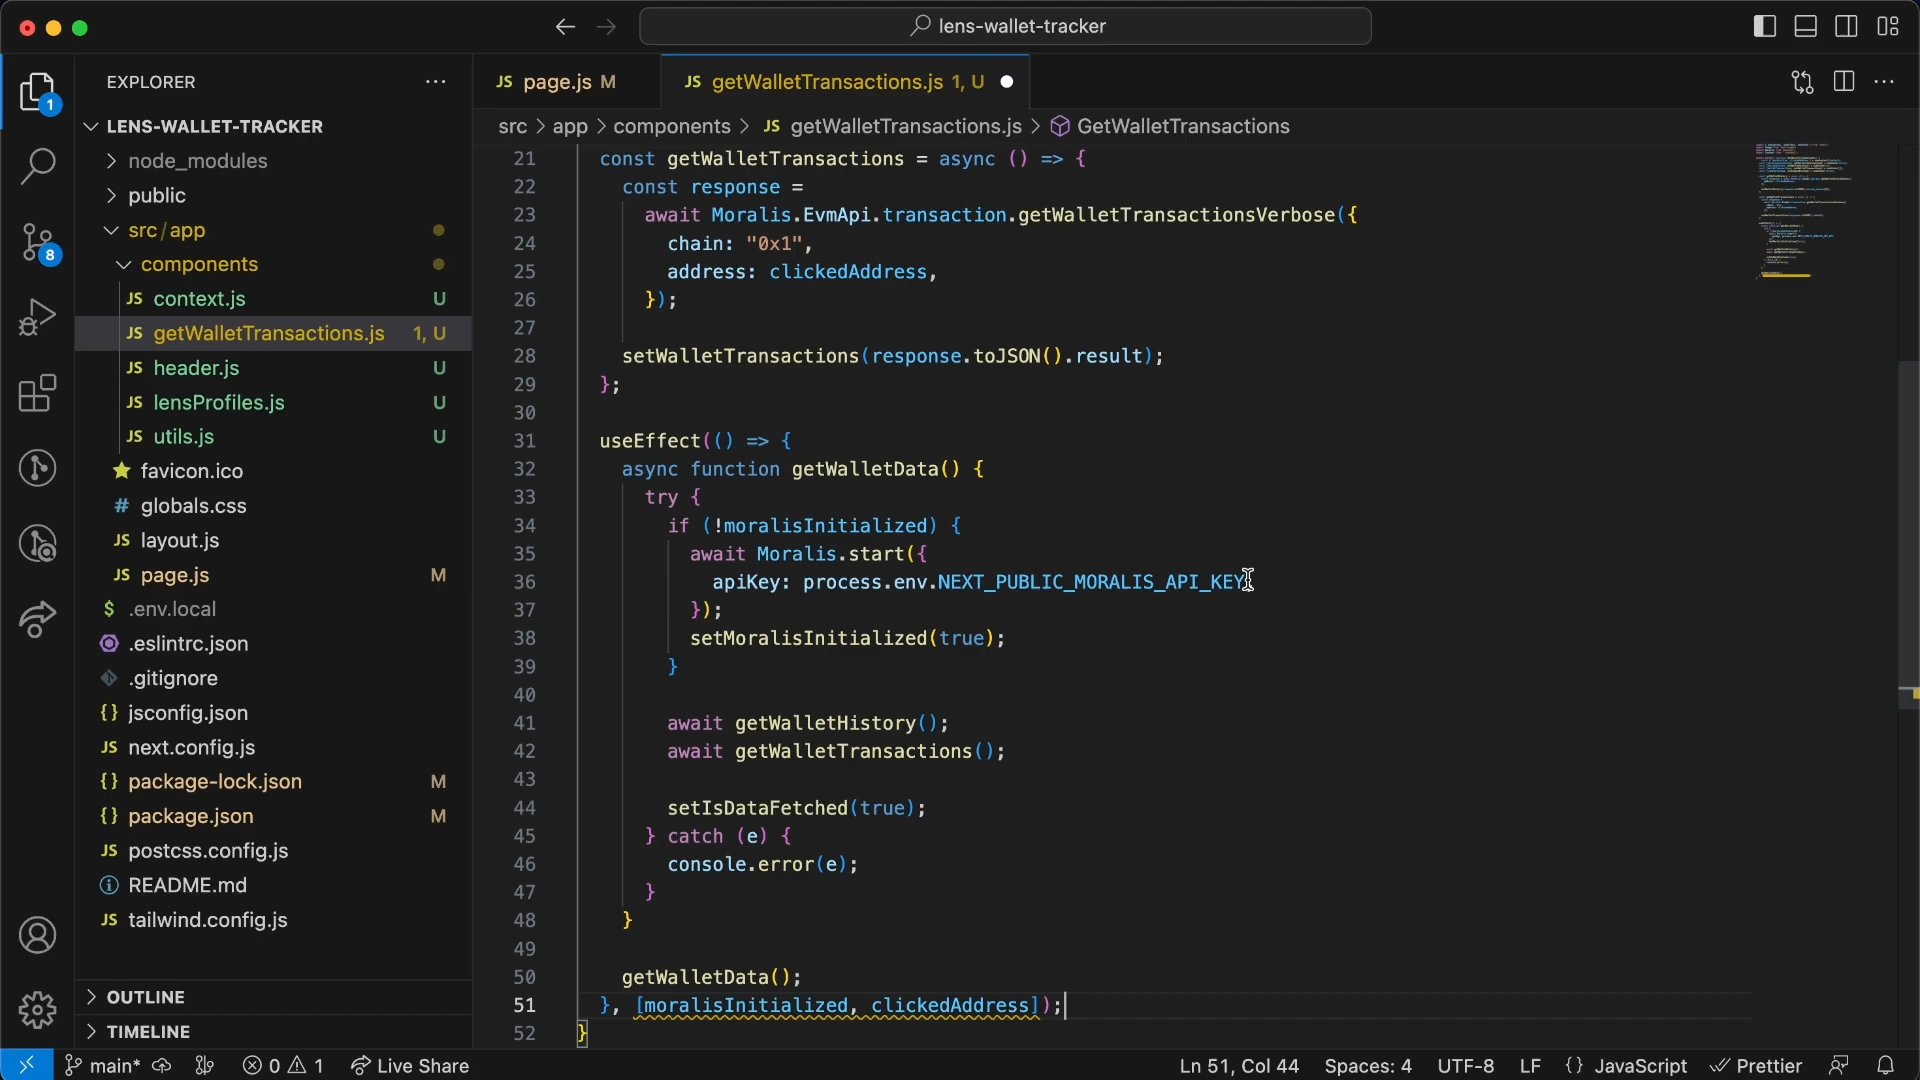 lens-wallet-tracker
EXPLORER
JS page.js M
JS getWalletTransactions.js 1, U
1
LENS-WALLET-TRACKER
node_modules
public
src/app
components
JS context.js U
JS getWalletTransactions.js 1, U
JS header.js U
JS lensProfiles.js U
JS utils.js U
favicon.ico
# globals.css
JS layout.js
JS page.js M
$ .env.local
.eslintrc.json
.gitignore
{} jsconfig.json
JS next.config.js
{} package-lock.json M
{} package.json M
JS postcss.config.js
README.md
JS tailwind.config.js
OUTLINE
TIMELINE
8
src > app > components > JS getWalletTransactions.js > GetWalletTransactions
21 const getWalletTransactions = async () => {
22 const response =
23 await Moralis.EvmApi.transaction.getWalletTransactionsVerbose({
24 chain: "0x1",
25 address: clickedAddress,
26 });
27
28 setWalletTransactions(response.toJSON().result);
29 };
30
31 useEffect(() => {
32 async function getWalletData() {
33 try {
34 if (!moralisInitialized) {
35 await Moralis.start({
36 apiKey: process.env.NEXT_PUBLIC_MORALIS_API_KEY
37 });
38 setMoralisInitialized(true);
39 }
40
41 await getWalletHistory();
42 await getWalletTransactions();
43
44 setIsDataFetched(true);
45 } catch (e) {
46 console.error(e);
47 }
48 }
49
50 getWalletData();
51 }, [moralisInitialized, clickedAddress]);
52 }
main* 0 1 Live Share
Ln 51, Col 44 Spaces: 4 UTF-8 LF {} JavaScript Prettier